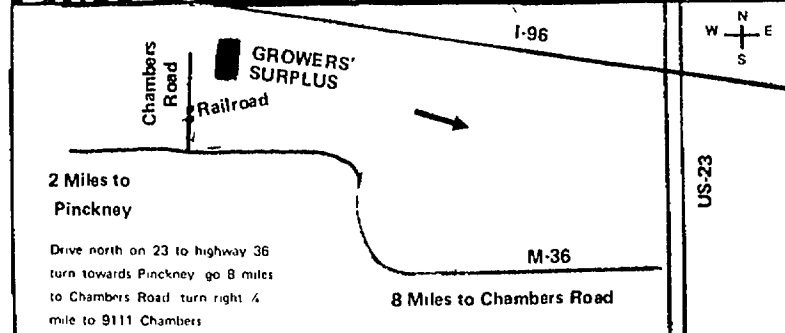 I-96
N
W E
S
Chambers
Road
GROWERS'
SURPLUS
Railroad
US-23
2 Miles to
Pinckney
M-36
8 Miles to Chambers Road
Drive north on 23 to highway 36
turn towards Pinckney go 8 miles
to Chambers Road turn right ¼
mile to 9111 Chambers